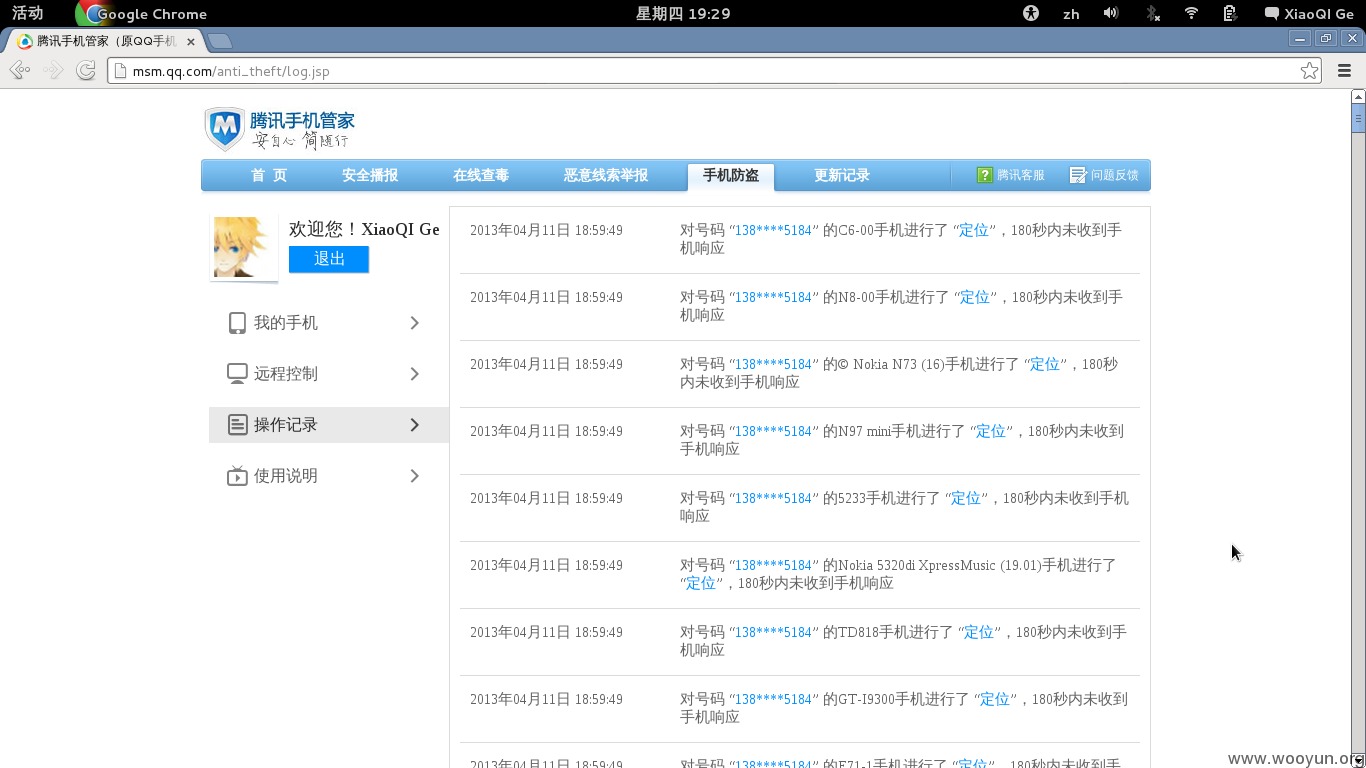 活动
Google Chrome
星期四 19:29
zh
XiaoQI Ge
腾讯手机管家（原QQ手机
msm.qq.com/anti_theft/log.jsp
腾讯手机管家
安自心 简随行
首 页
安全播报
在线查毒
恶意线索举报
手机防盗
更新记录
腾讯客服
问题反馈
欢迎您！XiaoQI Ge
退出
我的手机
远程控制
操作记录
使用说明
2013年04月11日 18:59:49
对号码 “138****5184” 的C6-00手机进行了 “定位”，180秒内未收到手
机响应
2013年04月11日 18:59:49
对号码 “138****5184” 的N8-00手机进行了 “定位”，180秒内未收到手
机响应
2013年04月11日 18:59:49
对号码 “138****5184” 的© Nokia N73 (16)手机进行了 “定位”，180秒
内未收到手机响应
2013年04月11日 18:59:49
对号码 “138****5184” 的N97 mini手机进行了 “定位”，180秒内未收到
手机响应
2013年04月11日 18:59:49
对号码 “138****5184” 的5233手机进行了 “定位”，180秒内未收到手机
响应
2013年04月11日 18:59:49
对号码 “138****5184” 的Nokia 5320di XpressMusic (19.01)手机进行了
“定位”，180秒内未收到手机响应
2013年04月11日 18:59:49
对号码 “138****5184” 的TD818手机进行了 “定位”，180秒内未收到手
机响应
2013年04月11日 18:59:49
对号码 “138****5184” 的GT-I9300手机进行了 “定位”，180秒内未收到
手机响应
2013年04月11日 18:59:49
对号码 “138****5184” 的E71-1手机进行了 “定位”，180秒内未收到手
www.wooyun.org